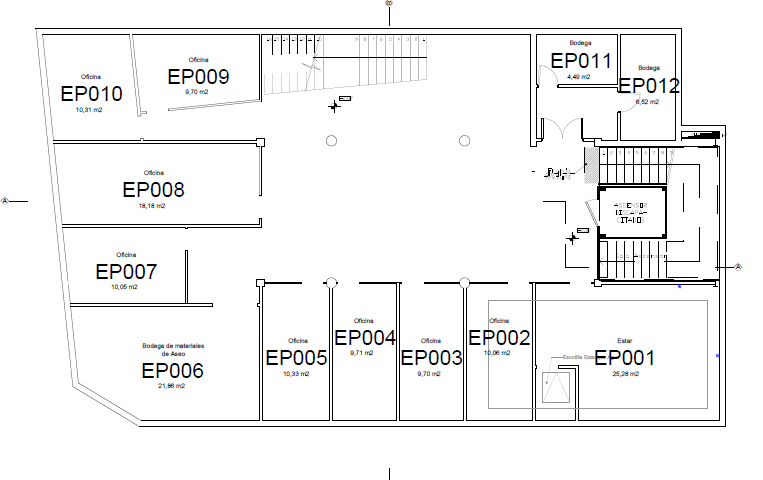 B
Bodega
EP011
4,49 m2
Oficina
EP009
9,70 m2
Bodega
EP012
6,52 m2
Oficina
EP010
10,31 m2
Oficina
EP008
18,18 m2
A
ASCENSOR
DISCAPA-
CITADOS
Oficina
EP007
10,05 m2
A
Oficina
EP004
9,71 m2
Oficina
EP002
10,06 m2
Bodega de materiales
de Aseo
EP006
21,86 m2
Oficina
EP005
10,33 m2
Oficina
EP003
9,70 m2
Estar
EP001
25,28 m2
Escotilla